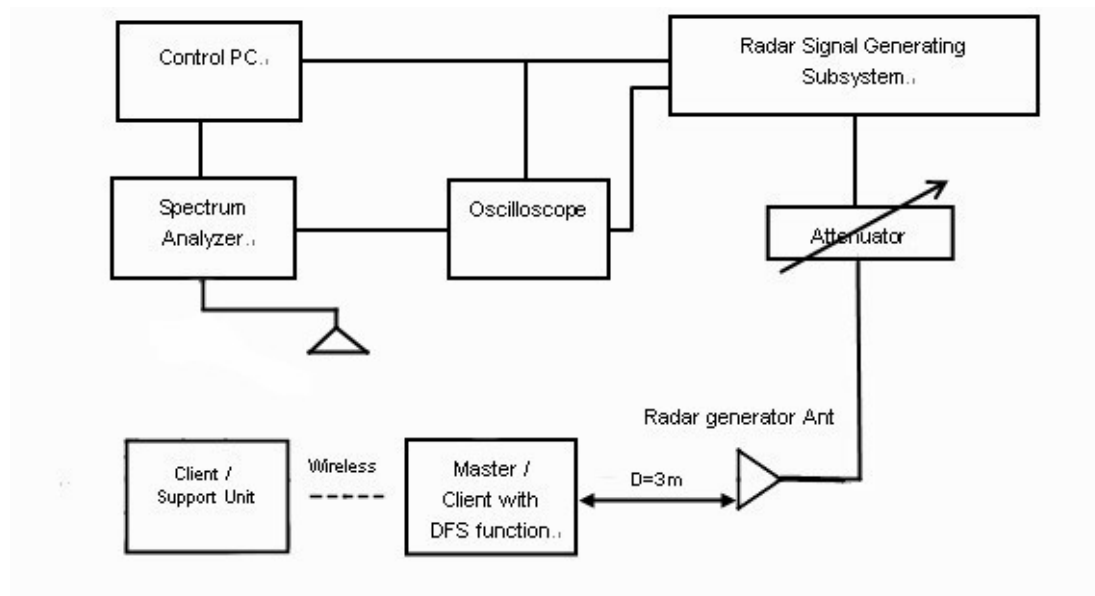 Control PC
Radar Signal Generating
Subsystem
Spectrum
Analyzer
Oscilloscope
Attenuator
Radar generator Ant
Client /
Support Unit
Wireless
Master /
Client with
DFS function
D=3m